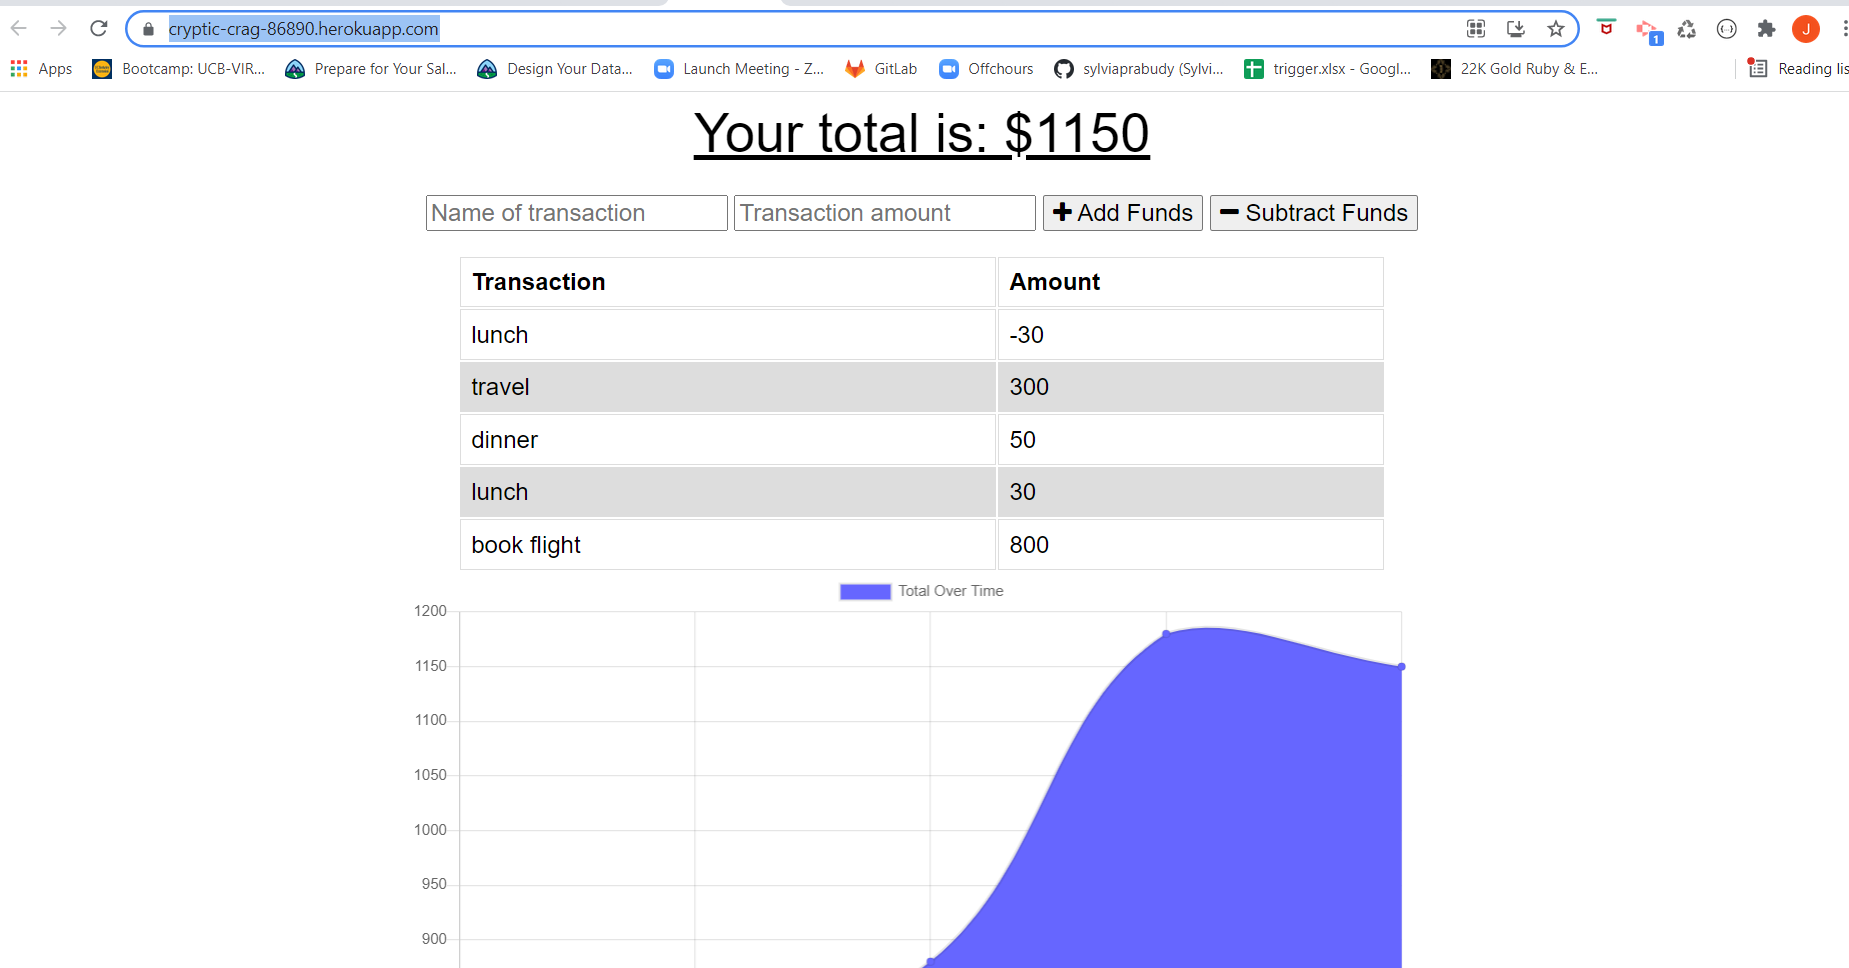 cryptic-crag-86890.herokuapp.com
J
1
Apps Bootcamp: UCB-VIR... Prepare for Your Sal... Design Your Data... Launch Meeting - Z... GitLab Offchours sylviaprabudy (Sylvi... trigger.xlsx - Googl... 22K Gold Ruby & E... Reading lis
Your total is: $1150
Name of transaction Transaction amount Add Funds Subtract Funds
Transaction Amount
lunch -30
travel 300
dinner 50
lunch 30
book flight 800
Total Over Time
1200
1150
1100
1050
1000
950
900